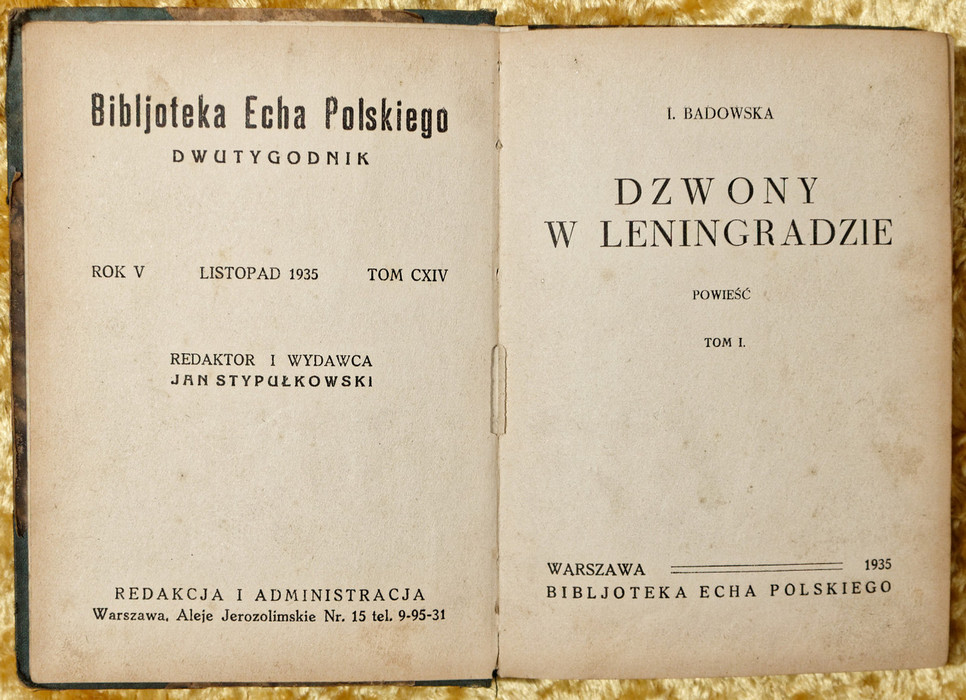 Bibljoteka Echa Polskiego
DWUTYGODNIK
ROK V LISTOPAD 1935 TOM CXIV
REDAKTOR I WYDAWCA
JAN STYPUŁKOWSKI
REDAKCJA I ADMINISTRACJA
Warszawa, Aleje Jerozolimskie Nr. 15 tel. 9-95-31
I. BADOWSKA
DZWONY
W LENINGRADZIE
POWIEŚĆ
TOM I.
WARSZAWA 1935
BIBLJOTEKA ECHA POLSKIEGO